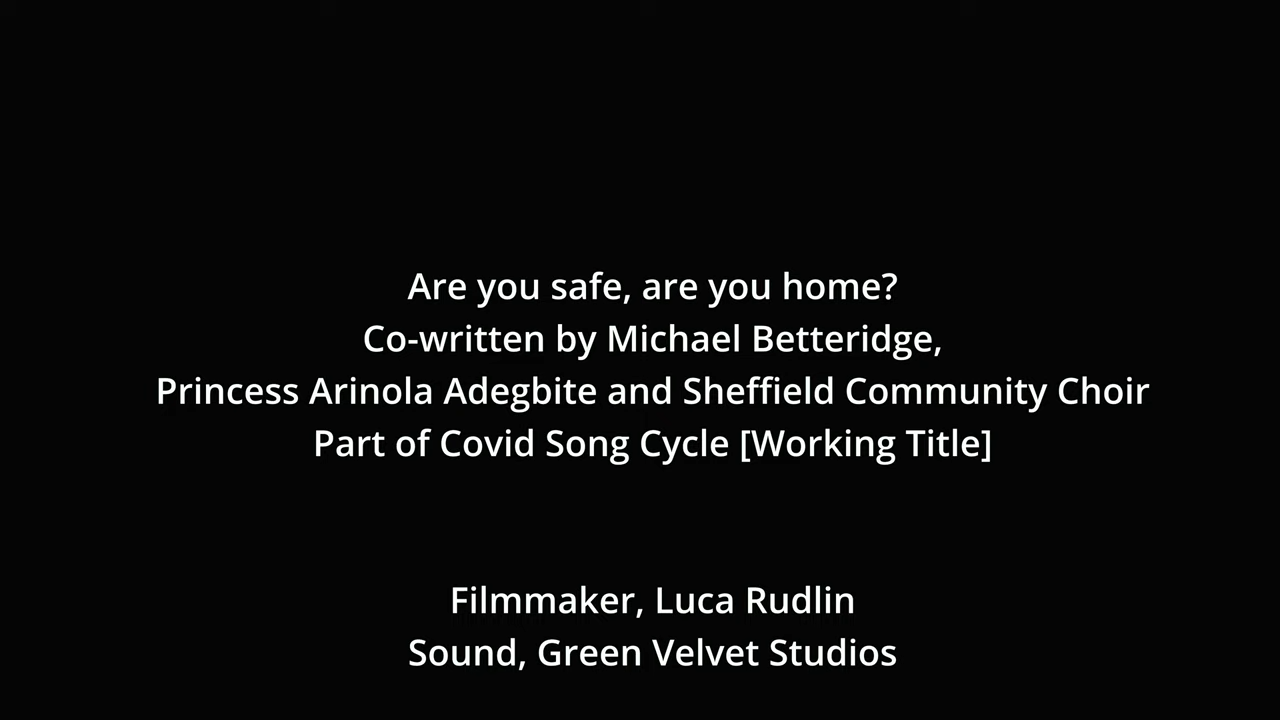 Are you safe, are you home?
Co-written by Michael Betteridge,
Princess Arinola Adegbite and Sheffield Community Choir
Part of Covid Song Cycle [Working Title]
Filmmaker, Luca Rudlin
Sound, Green Velvet Studios